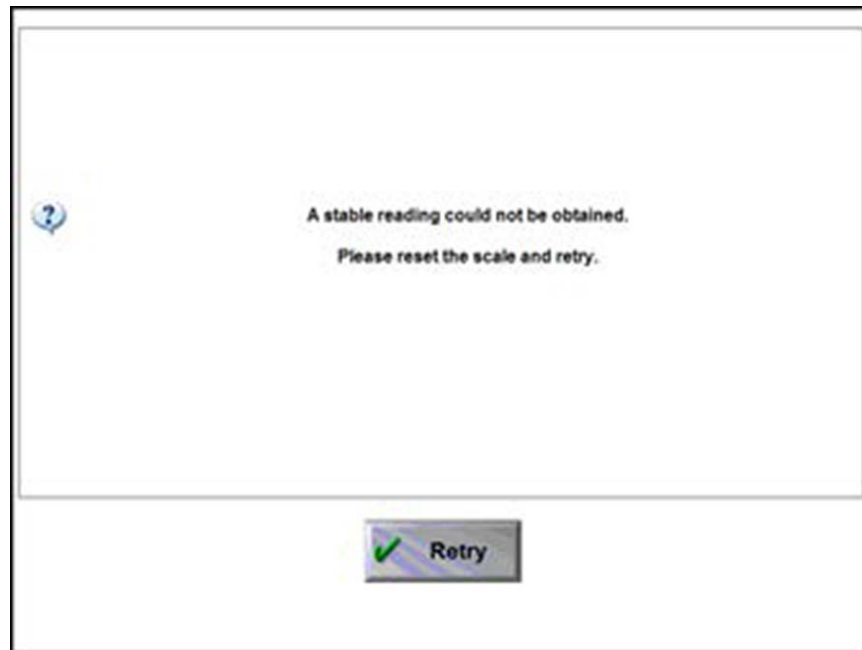 A stable reading could not be obtained.
Please reset the scale and retry.
Retry